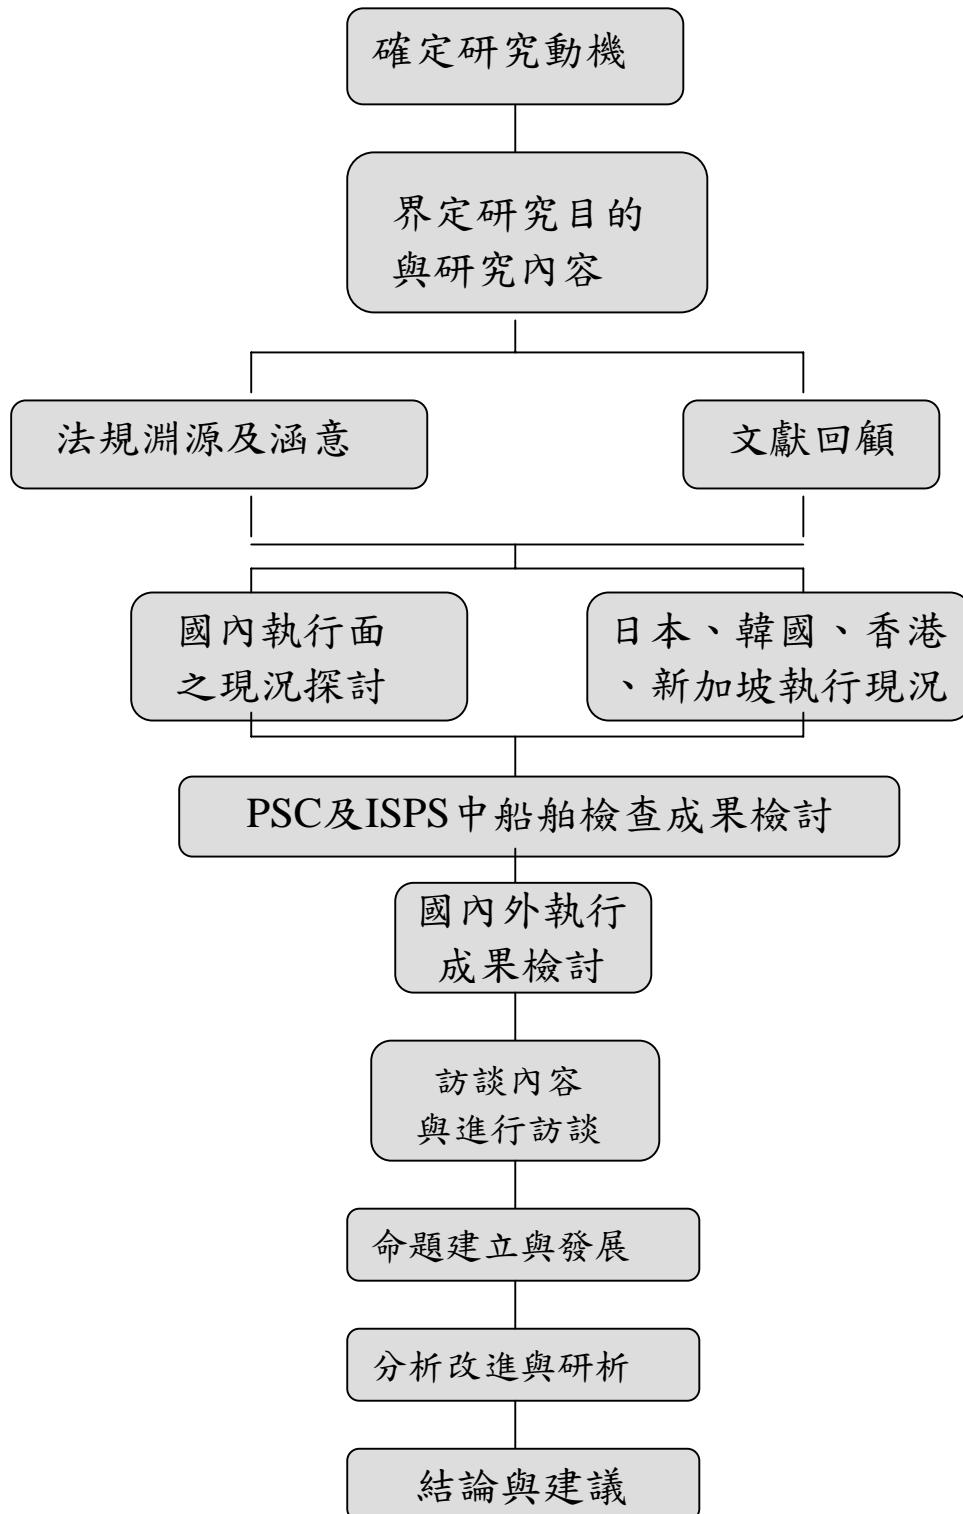 確定研究動機
界定研究目的
與研究內容
法規淵源及涵意
文獻回顧
國內執行面
之現況探討
日本、韓國、香港
、新加坡執行現況
PSC及ISPS中船舶檢查成果檢討
國內外執行
成果檢討
訪談內容
與進行訪談
命題建立與發展
分析改進與研析
結論與建議